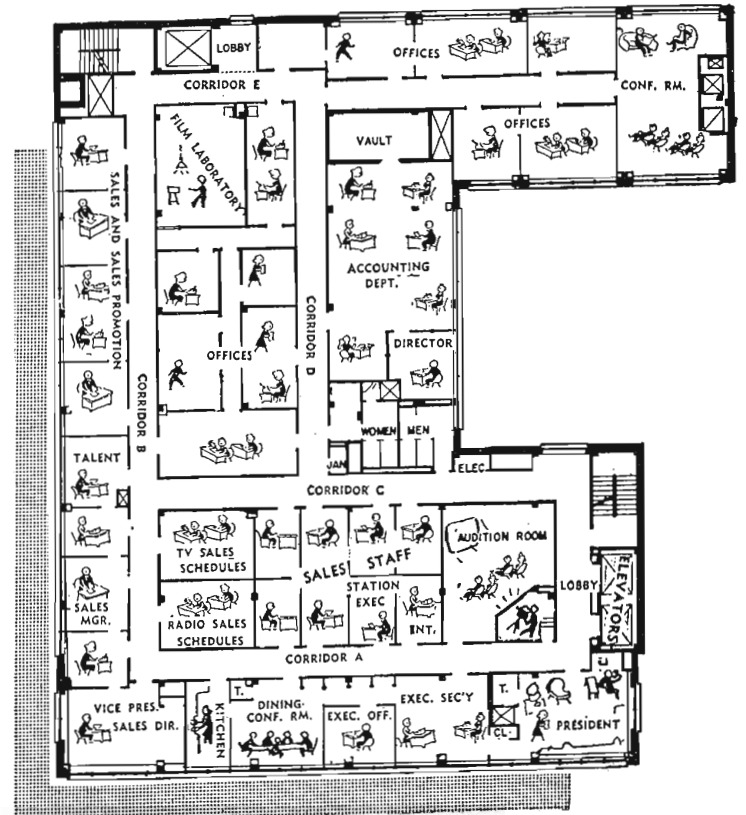 LOBBY
OFFICES
CORRIDOR E
CONF. RM.
FILM LABORATORY
VAULT
OFFICES
SALES AND SALES PROMOTION
ACCOUNTING
DEPT.
CORRIDOR D
OFFICES
DIRECTOR
CORRIDOR B
WOMEN
MEN
TALENT
JAN
ELEC.
CORRIDOR C
TV SALES
SCHEDULES
SALES STAFF
AUDITION ROOM
STATION
EXEC
LOBBY
ELEVATORS
SALES
MGR.
RADIO SALES
SCHEDULES
ENT.
CORRIDOR A
VICE PRES.
SALES DIR.
KITCHEN
T.
DINING-
CONF. RM.
EXEC. OFF.
EXEC. SEC'Y
T.
CL.
PRESIDENT